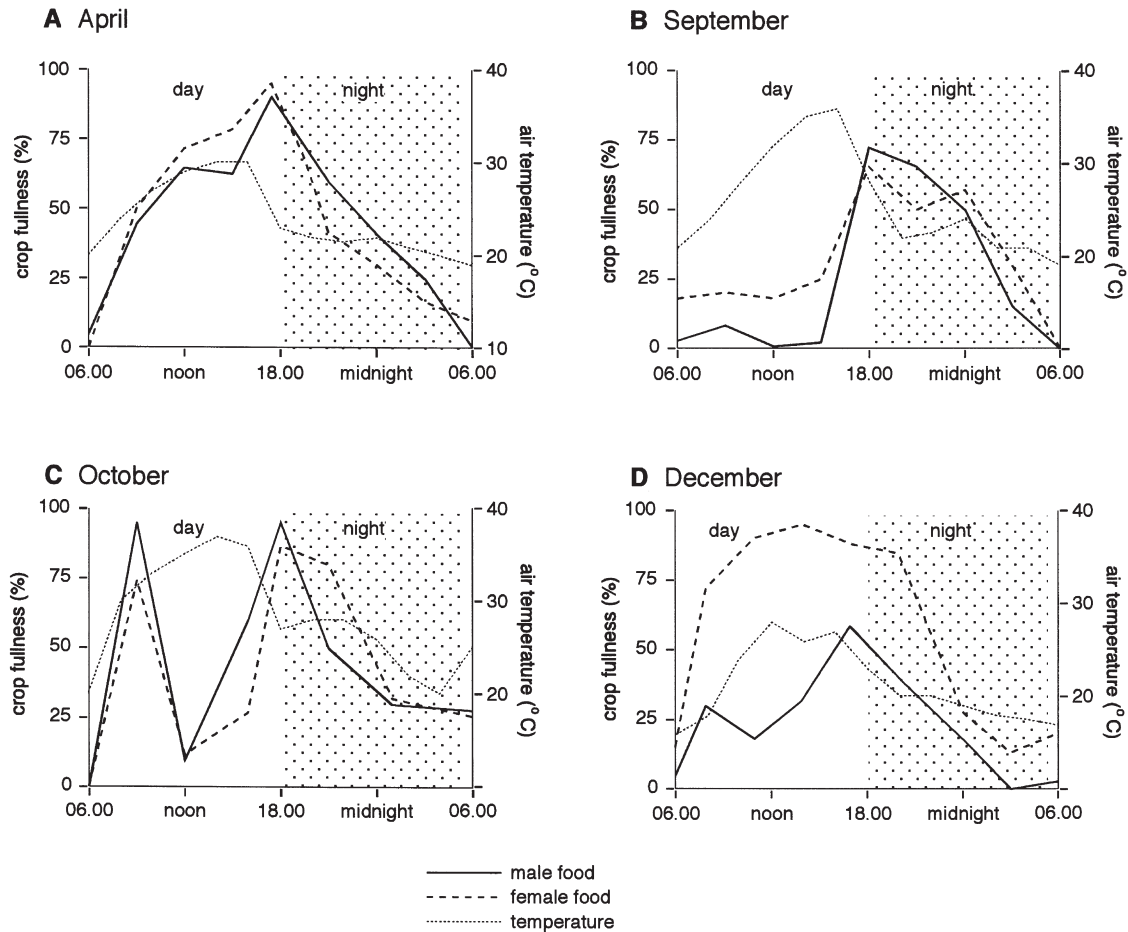 A April
B September
100
75
50
25
0
crop fullness (%)
day
night
40
30
20
10
air temperature (°C)
06.00
noon
18.00
midnight
06.00
100
75
50
25
0
crop fullness (%)
day
night
40
30
20
air temperature (°C)
06.00
noon
18.00
midnight
06.00
C October
D December
100
75
50
25
0
crop fullness (%)
day
night
40
30
20
air temperature (°C)
06.00
noon
18.00
midnight
06.00
100
75
50
25
0
crop fullness (%)
day
night
40
30
20
air temperature (°C)
06.00
noon
18.00
midnight
06.00
male food
female food
temperature